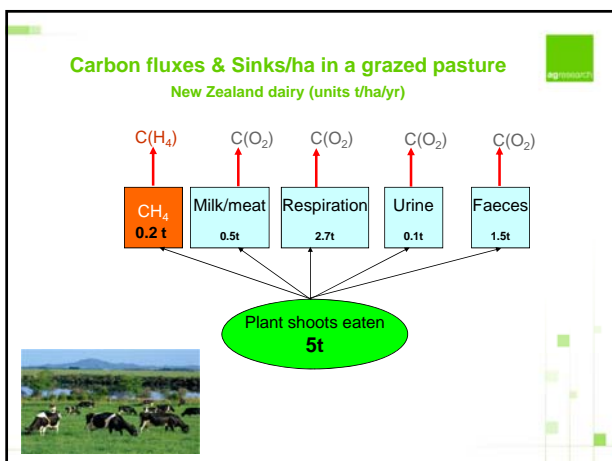 Carbon fluxes & Sinks/ha in a grazed pasture
New Zealand dairy (units t/ha/yr)
agresearch
C(H₄) C(O₂) C(O₂) C(O₂) C(O₂)
CH₄
0.2 t
Milk/meat
0.5t
Respiration
2.7t
Urine
0.1t
Faeces
1.5t
Plant shoots eaten
5t